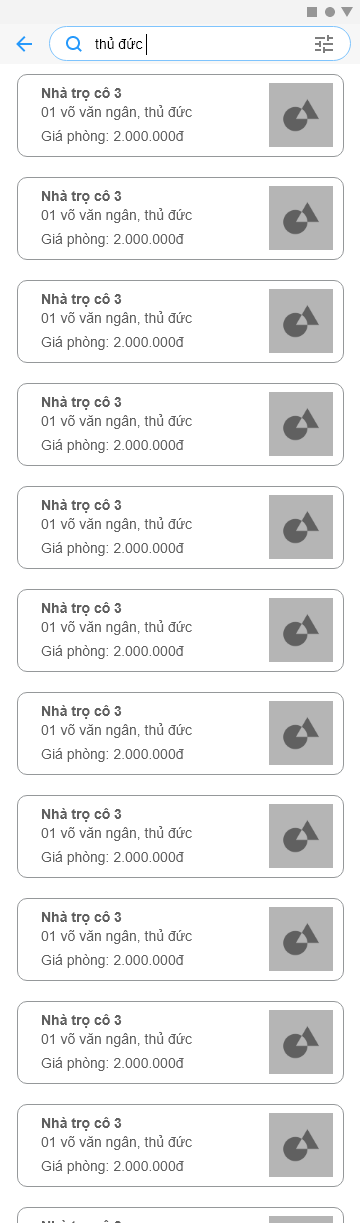 thủ đức
Nhà trọ cô 3
01 võ văn ngân, thủ đức
Giá phòng: 2.000.000đ
Nhà trọ cô 3
01 võ văn ngân, thủ đức
Giá phòng: 2.000.000đ
Nhà trọ cô 3
01 võ văn ngân, thủ đức
Giá phòng: 2.000.000đ
Nhà trọ cô 3
01 võ văn ngân, thủ đức
Giá phòng: 2.000.000đ
Nhà trọ cô 3
01 võ văn ngân, thủ đức
Giá phòng: 2.000.000đ
Nhà trọ cô 3
01 võ văn ngân, thủ đức
Giá phòng: 2.000.000đ
Nhà trọ cô 3
01 võ văn ngân, thủ đức
Giá phòng: 2.000.000đ
Nhà trọ cô 3
01 võ văn ngân, thủ đức
Giá phòng: 2.000.000đ
Nhà trọ cô 3
01 võ văn ngân, thủ đức
Giá phòng: 2.000.000đ
Nhà trọ cô 3
01 võ văn ngân, thủ đức
Giá phòng: 2.000.000đ
Nhà trọ cô 3
01 võ văn ngân, thủ đức
Giá phòng: 2.000.000đ